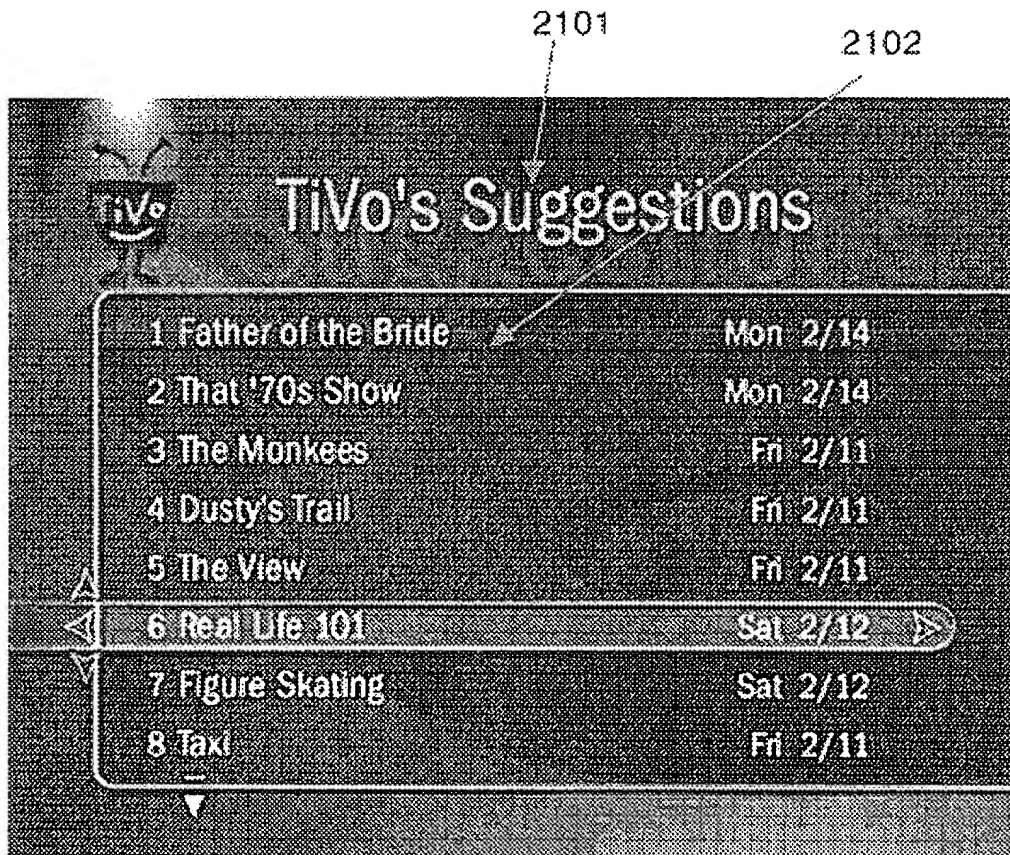 2101
2102
TiVo
TiVo's Suggestions
1 Father of the Bride Mon 2/14
2 That '70s Show Mon 2/14
3 The Monkees Fri 2/11
4 Dusty's Trail Fri 2/11
5 The View Fri 2/11
6 Real Life 101 Sat 2/12
7 Figure Skating Sat 2/12
8 Taxi Fri 2/11